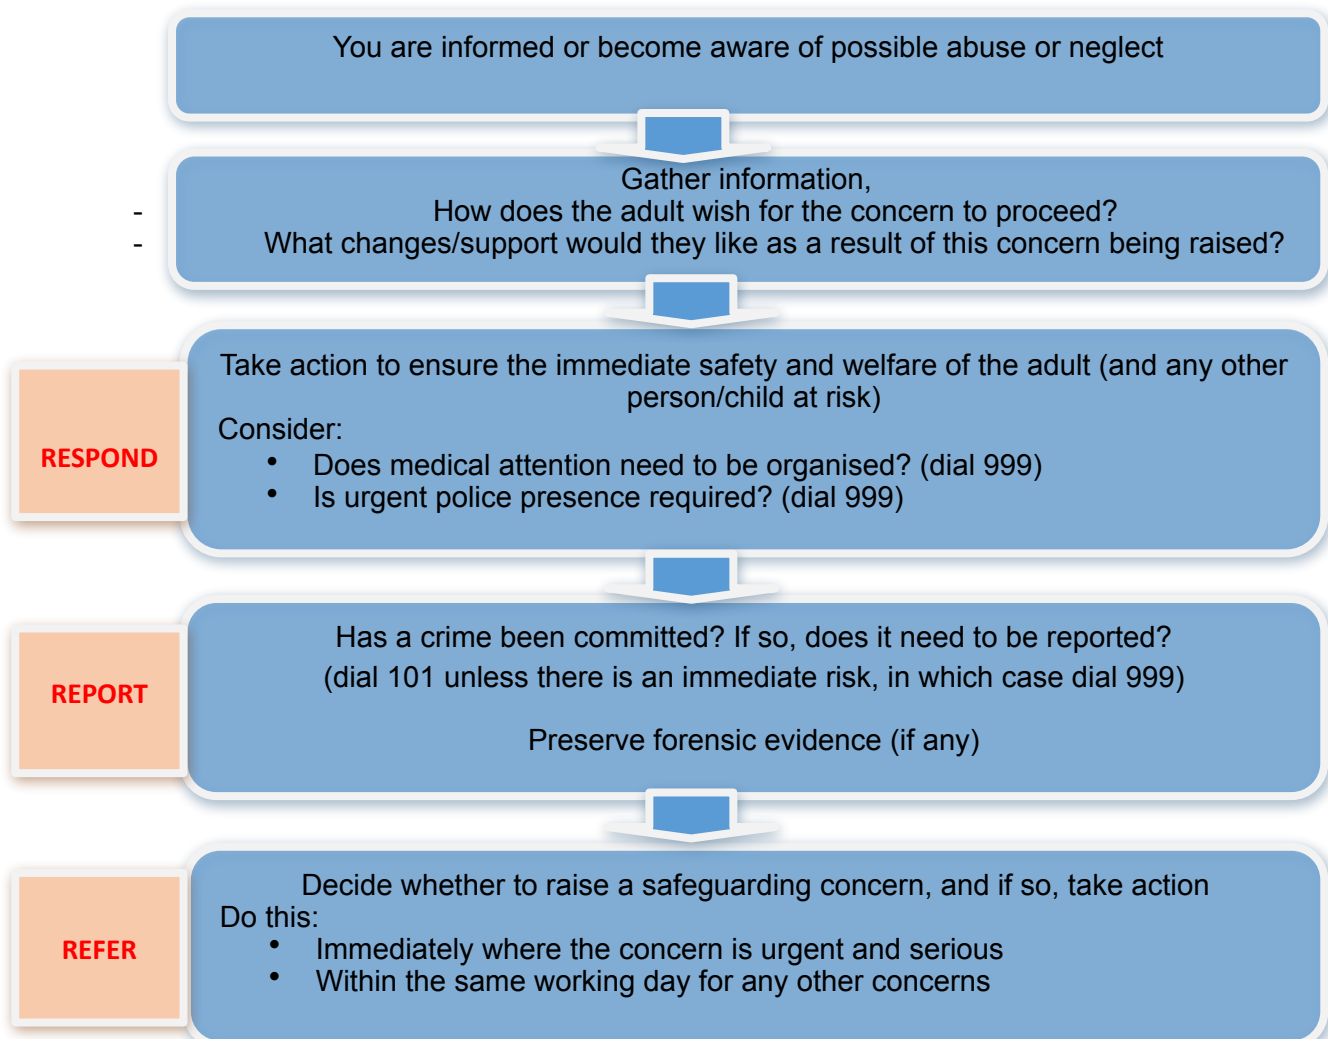 You are informed or become aware of possible abuse or neglect
Gather information,
- How does the adult wish for the concern to proceed?
- What changes/support would they like as a result of this concern being raised?
RESPOND
Take action to ensure the immediate safety and welfare of the adult (and any other
person/child at risk)
Consider:
• Does medical attention need to be organised? (dial 999)
• Is urgent police presence required? (dial 999)
REPORT
Has a crime been committed? If so, does it need to be reported?
(dial 101 unless there is an immediate risk, in which case dial 999)
Preserve forensic evidence (if any)
REFER
Decide whether to raise a safeguarding concern, and if so, take action
Do this:
• Immediately where the concern is urgent and serious
• Within the same working day for any other concerns